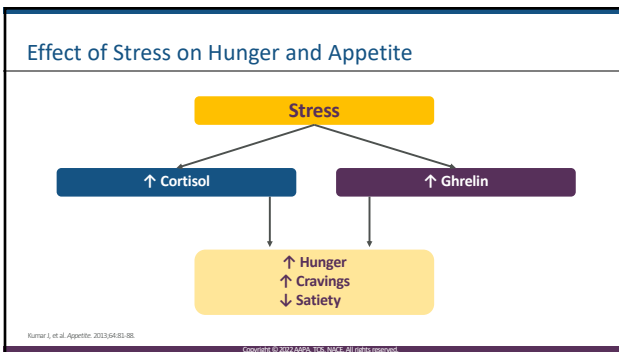 Effect of Stress on Hunger and Appetite
Stress
↑ Cortisol
↑ Ghrelin
↑ Hunger
↑ Cravings
↓ Satiety
Kumar J, et al. Appetite. 2013;64:81-88.
Copyright © 2022 AAPA, TOS, NACE. All rights reserved.